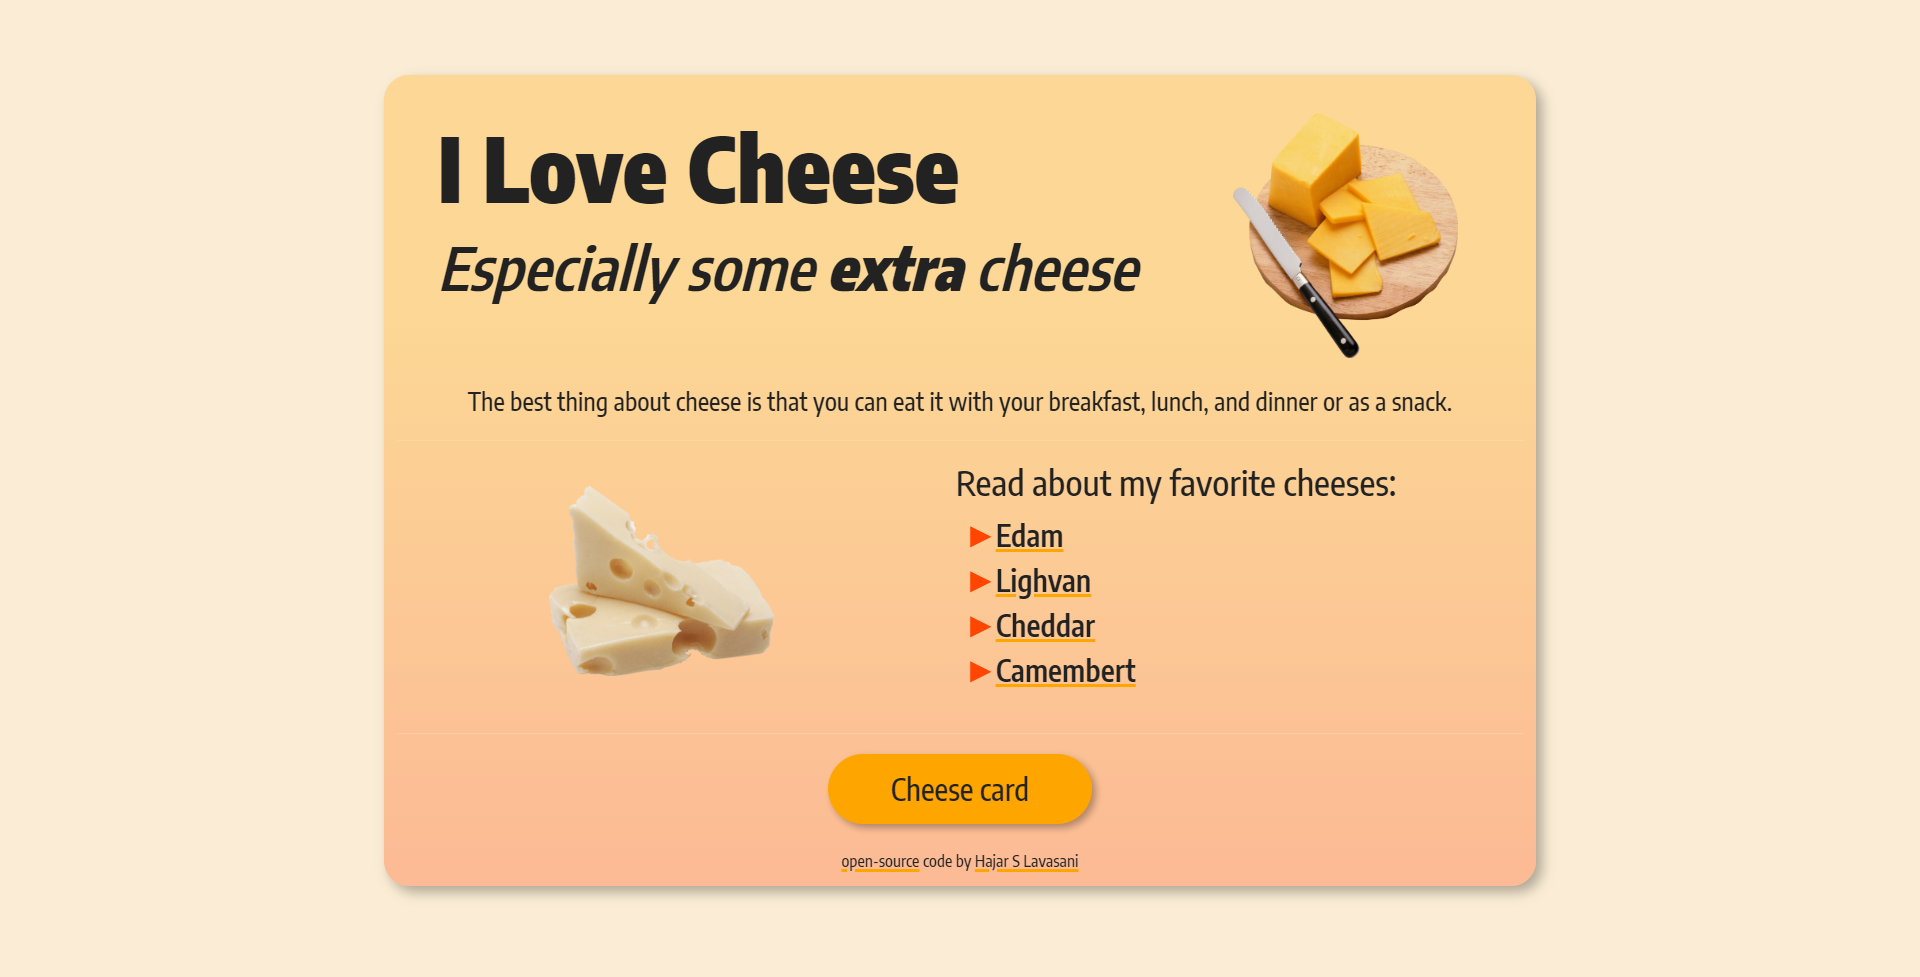 I Love Cheese
Especially some extra cheese
The best thing about cheese is that you can eat it with your breakfast, lunch, and dinner or as a snack.
Read about my favorite cheeses:
Edam
Lighvan
Cheddar
Camembert
Cheese card
open-source code by Hajar S Lavasani